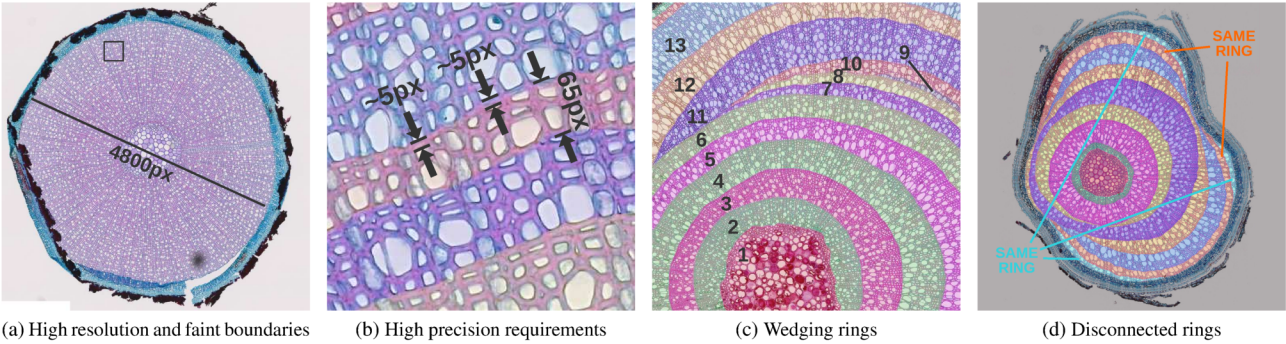 4800px
(a) High resolution and faint boundaries
~5px
~5px
65px
(b) High precision requirements
13
12
11
10
9
8
7
6
5
4
3
2
1
(c) Wedging rings
SAME
RING
SAME
RING
(d) Disconnected rings